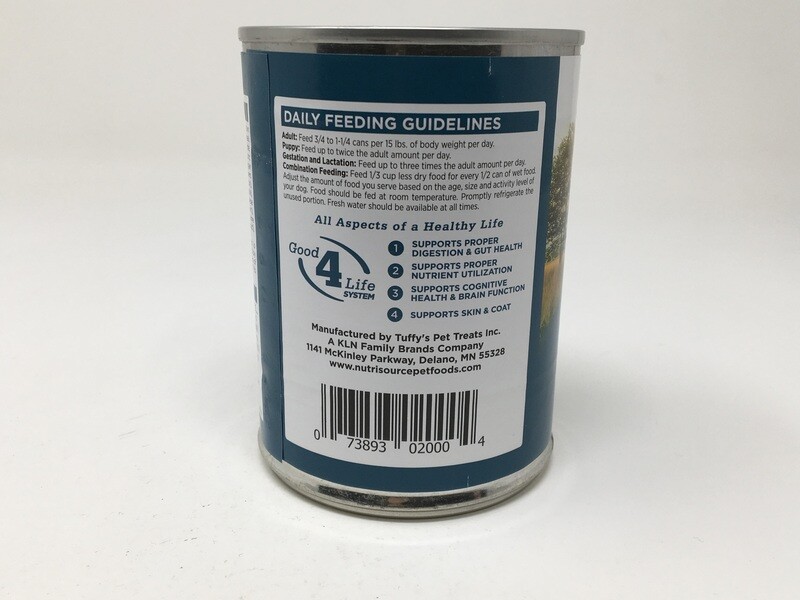 DAILY FEEDING GUIDELINES
Adult: Feed 3/4 to 1-1/4 cans per 15 lbs. of body weight per day.
Puppy: Feed up to twice the adult amount per day.
Gestation and Lactation: Feed up to three times the adult amount per day.
Combination Feeding: Feed 1/3 cup less dry food for every 1/2 can of wet food.
Adjust the amount of food you serve based on the age, size and activity level of
your dog. Food should be fed at room temperature. Promptly refrigerate the
unused portion. Fresh water should be available at all times.
All Aspects of a Healthy Life
Good 4 Life
SYSTEM
1 SUPPORTS PROPER
DIGESTION & GUT HEALTH
2 SUPPORTS PROPER
NUTRIENT UTILIZATION
3 SUPPORTS COGNITIVE
HEALTH & BRAIN FUNCTION
4 SUPPORTS SKIN & COAT
Manufactured by Tuffy's Pet Treats Inc.
A KLN Family Brands Company
1141 McKinley Parkway, Delano, MN 55328
www.nutrisourcepetfoods.com
0 73893 02000 4